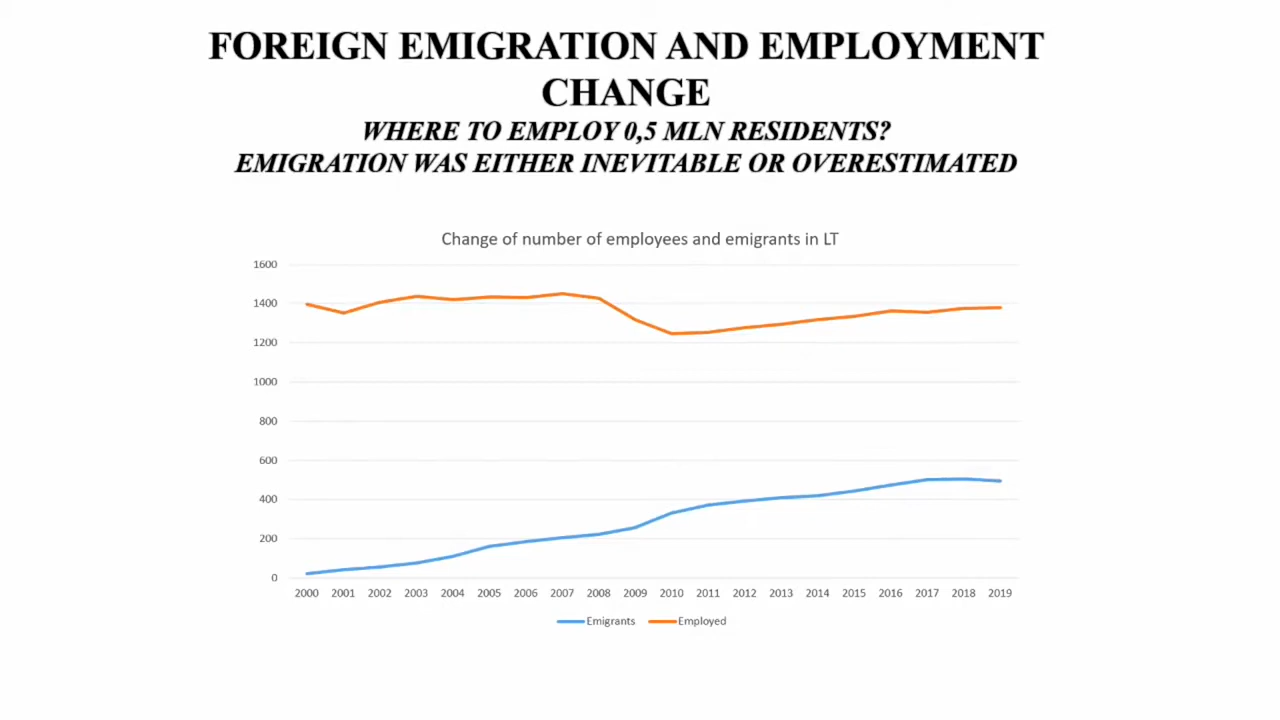 FOREIGN EMIGRATION AND EMPLOYMENT
CHANGE
WHERE TO EMPLOY 0,5 MLN RESIDENTS?
EMIGRATION WAS EITHER INEVITABLE OR OVERESTIMATED
Change of number of employees and emigrants in LT
1600
1400
1200
1000
800
600
400
200
0
2000 2001 2002 2003 2004 2005 2006 2007 2008 2009 2010 2011 2012 2013 2014 2015 2016 2017 2018 2019
Emigrants Employed